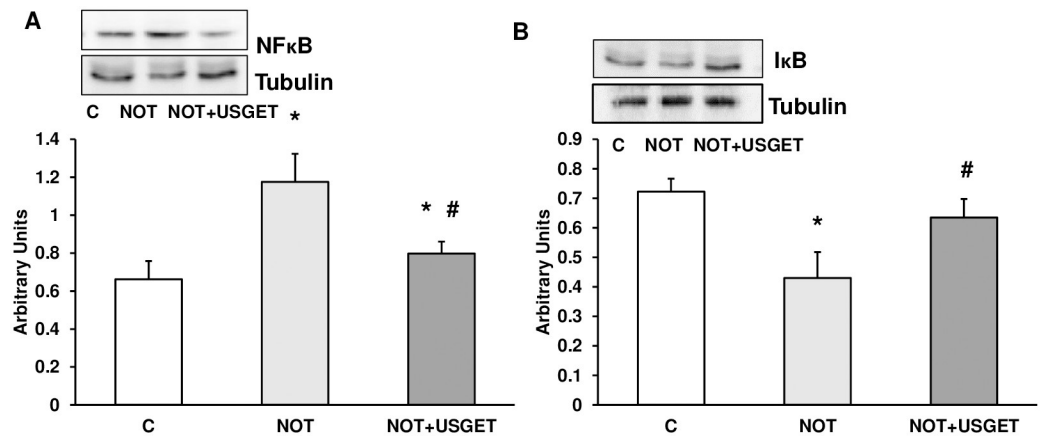 A
NFκB
Tubulin
C NOT NOT+USGET
*
1.4
1.2
1
0.8
0.6
0.4
0.2
0
Arbitrary Units
* #
C NOT NOT+USGET
B
IκB
Tubulin
C NOT NOT+USGET
0.9
0.8
0.7
0.6
0.5
0.4
0.3
0.2
0.1
0
Arbitrary Units
*
#
C NOT NOT+USGET